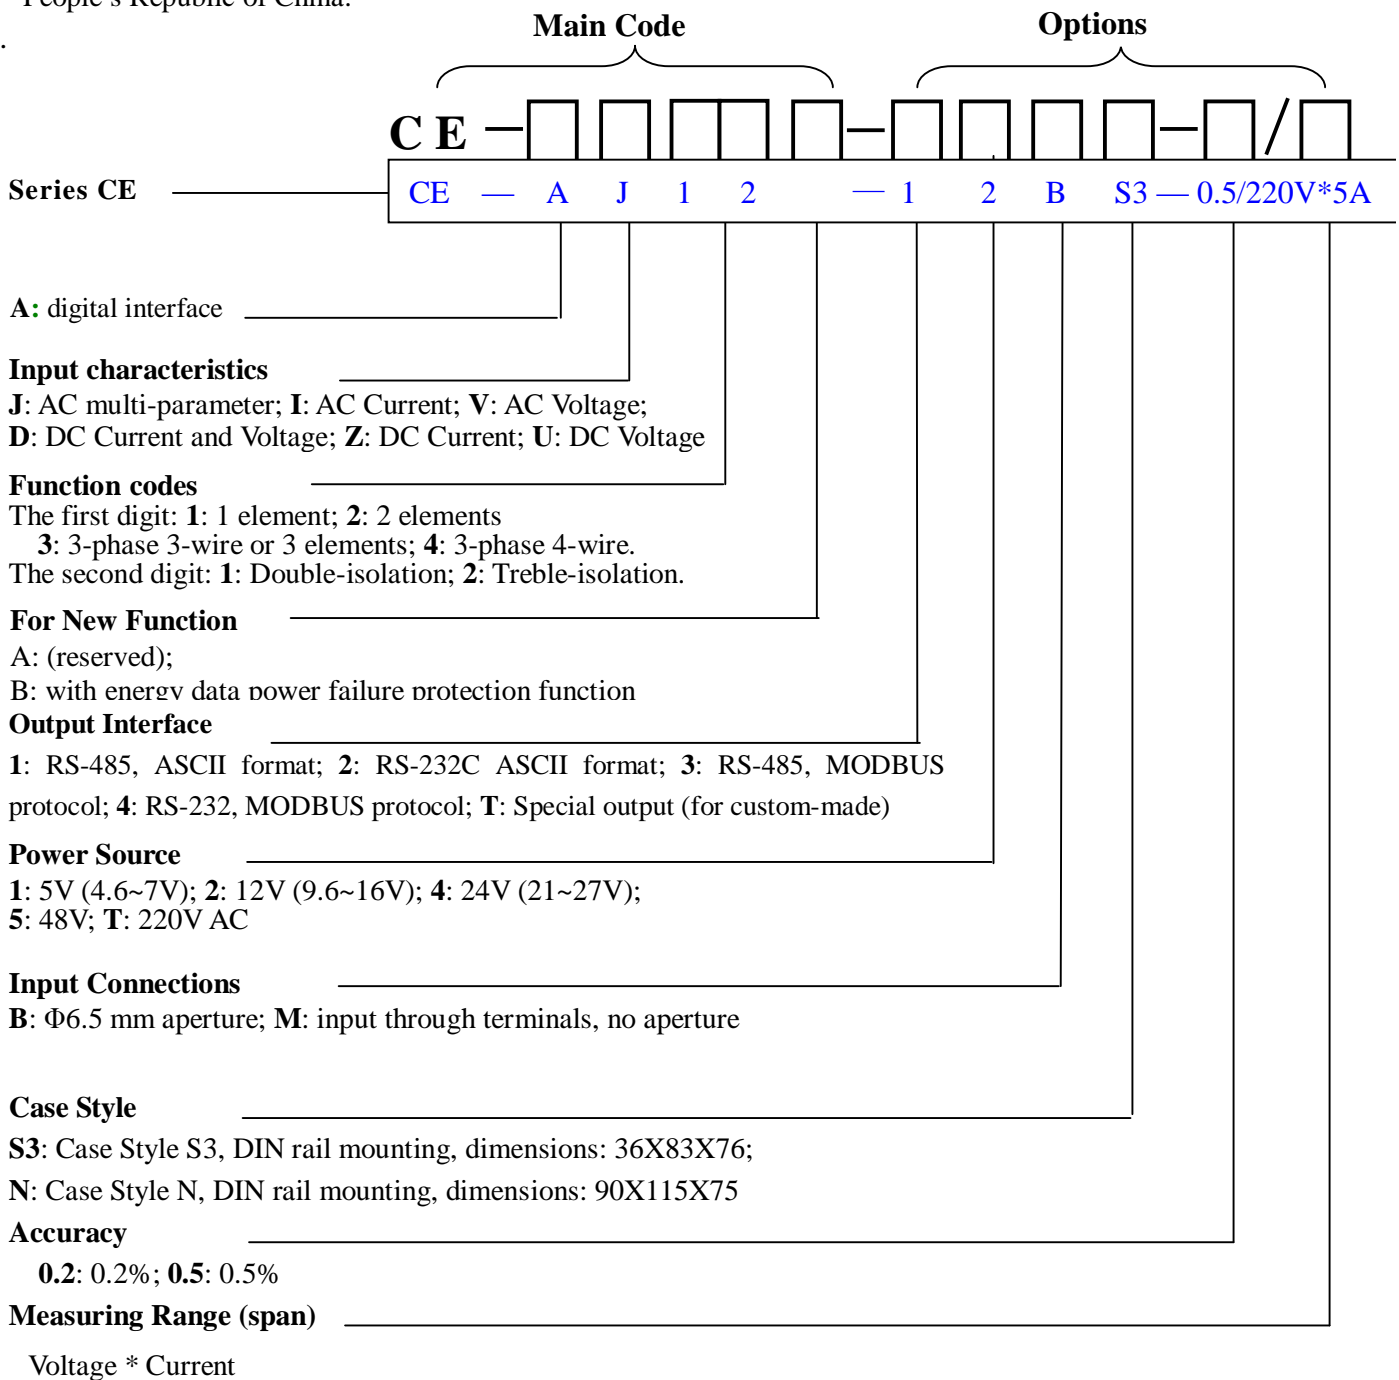 People's Republic of China.
.
Main Code Options
C E — — — /
Series CE CE — A J 1 2 — 1 2 B S3 — 0.5/220V*5A
A: digital interface
Input characteristics
J: AC multi-parameter; I: AC Current; V: AC Voltage;
D: DC Current and Voltage; Z: DC Current; U: DC Voltage
Function codes
The first digit: 1: 1 element; 2: 2 elements
3: 3-phase 3-wire or 3 elements; 4: 3-phase 4-wire.
The second digit: 1: Double-isolation; 2: Treble-isolation.
For New Function
A: (reserved);
B: with energy data power failure protection function
Output Interface
1: RS-485, ASCII format; 2: RS-232C ASCII format; 3: RS-485, MODBUS
protocol; 4: RS-232, MODBUS protocol; T: Special output (for custom-made)
Power Source
1: 5V (4.6~7V); 2: 12V (9.6~16V); 4: 24V (21~27V);
5: 48V; T: 220V AC
Input Connections
B: Φ6.5 mm aperture; M: input through terminals, no aperture
Case Style
S3: Case Style S3, DIN rail mounting, dimensions: 36X83X76;
N: Case Style N, DIN rail mounting, dimensions: 90X115X75
Accuracy
0.2: 0.2%; 0.5: 0.5%
Measuring Range (span)
Voltage * Current